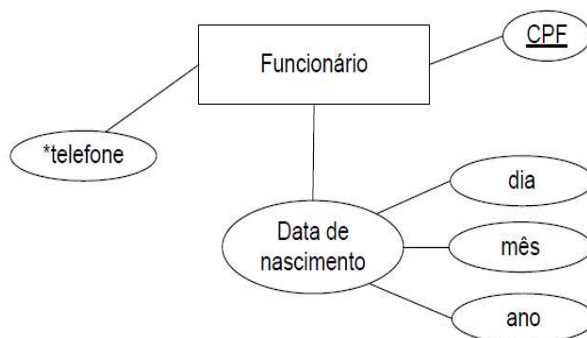 CPF
Funcionário
*telefone
dia
Data de
nascimento
mês
ano